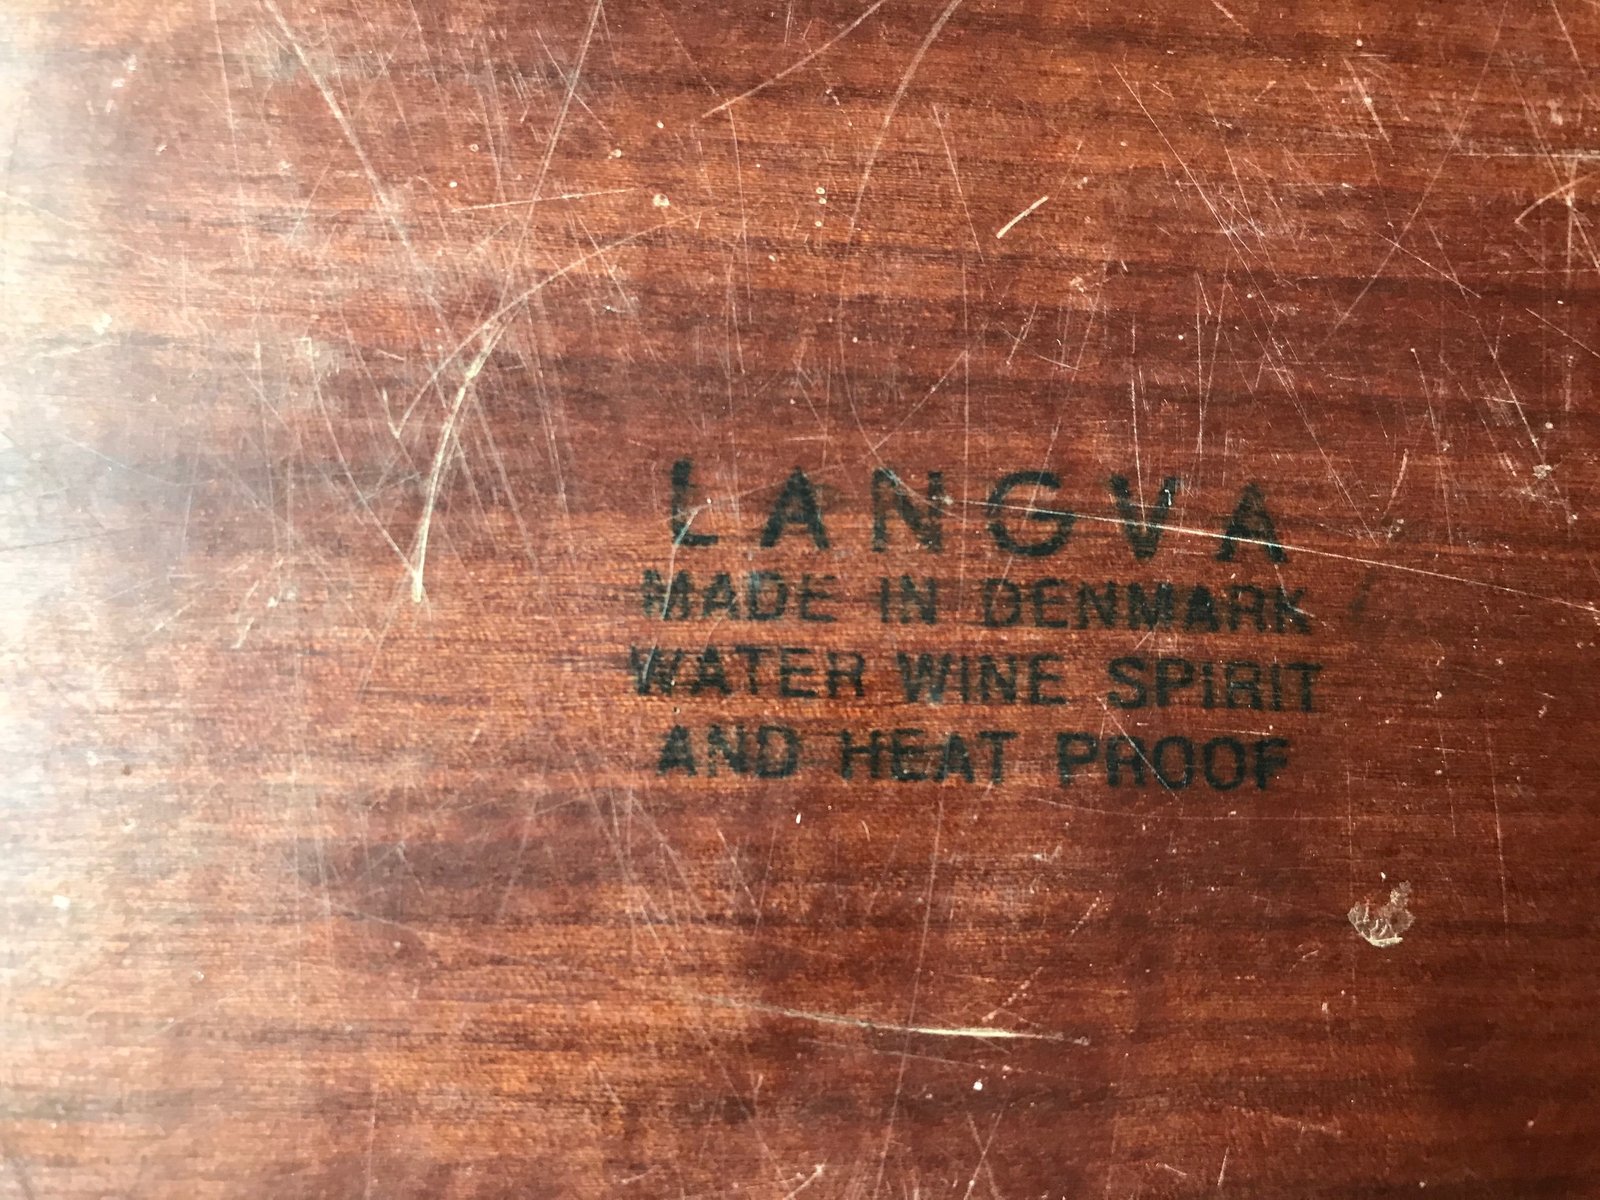 LANGVA
MADE IN DENMARK
WATER WINE SPIRIT
AND HEAT PROOF